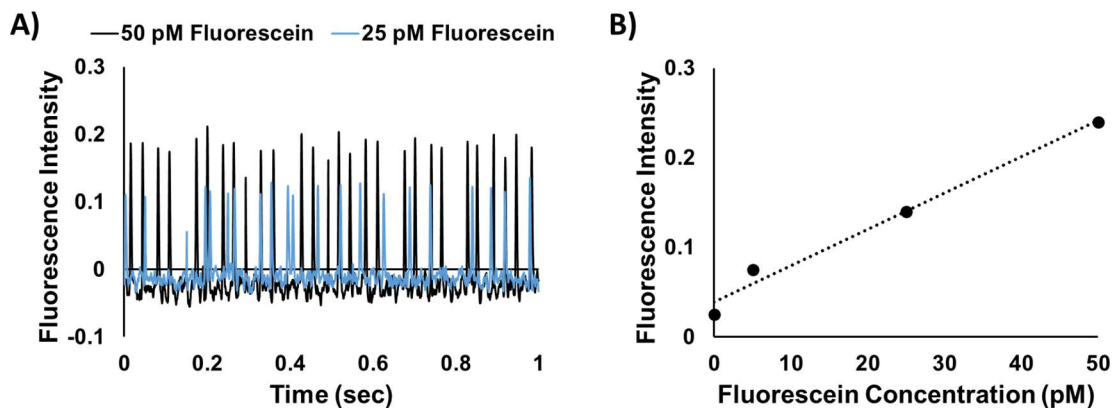 A)
50 pM Fluorescein 25 pM Fluorescein
Fluorescence Intensity
0.3
0.2
0.1
0
-0.1
0 0.2 0.4 0.6 0.8 1
Time (sec)
B)
Fluorescence Intensity
0.3
0.2
0.1
0
0 10 20 30 40 50
Fluorescein Concentration (pM)